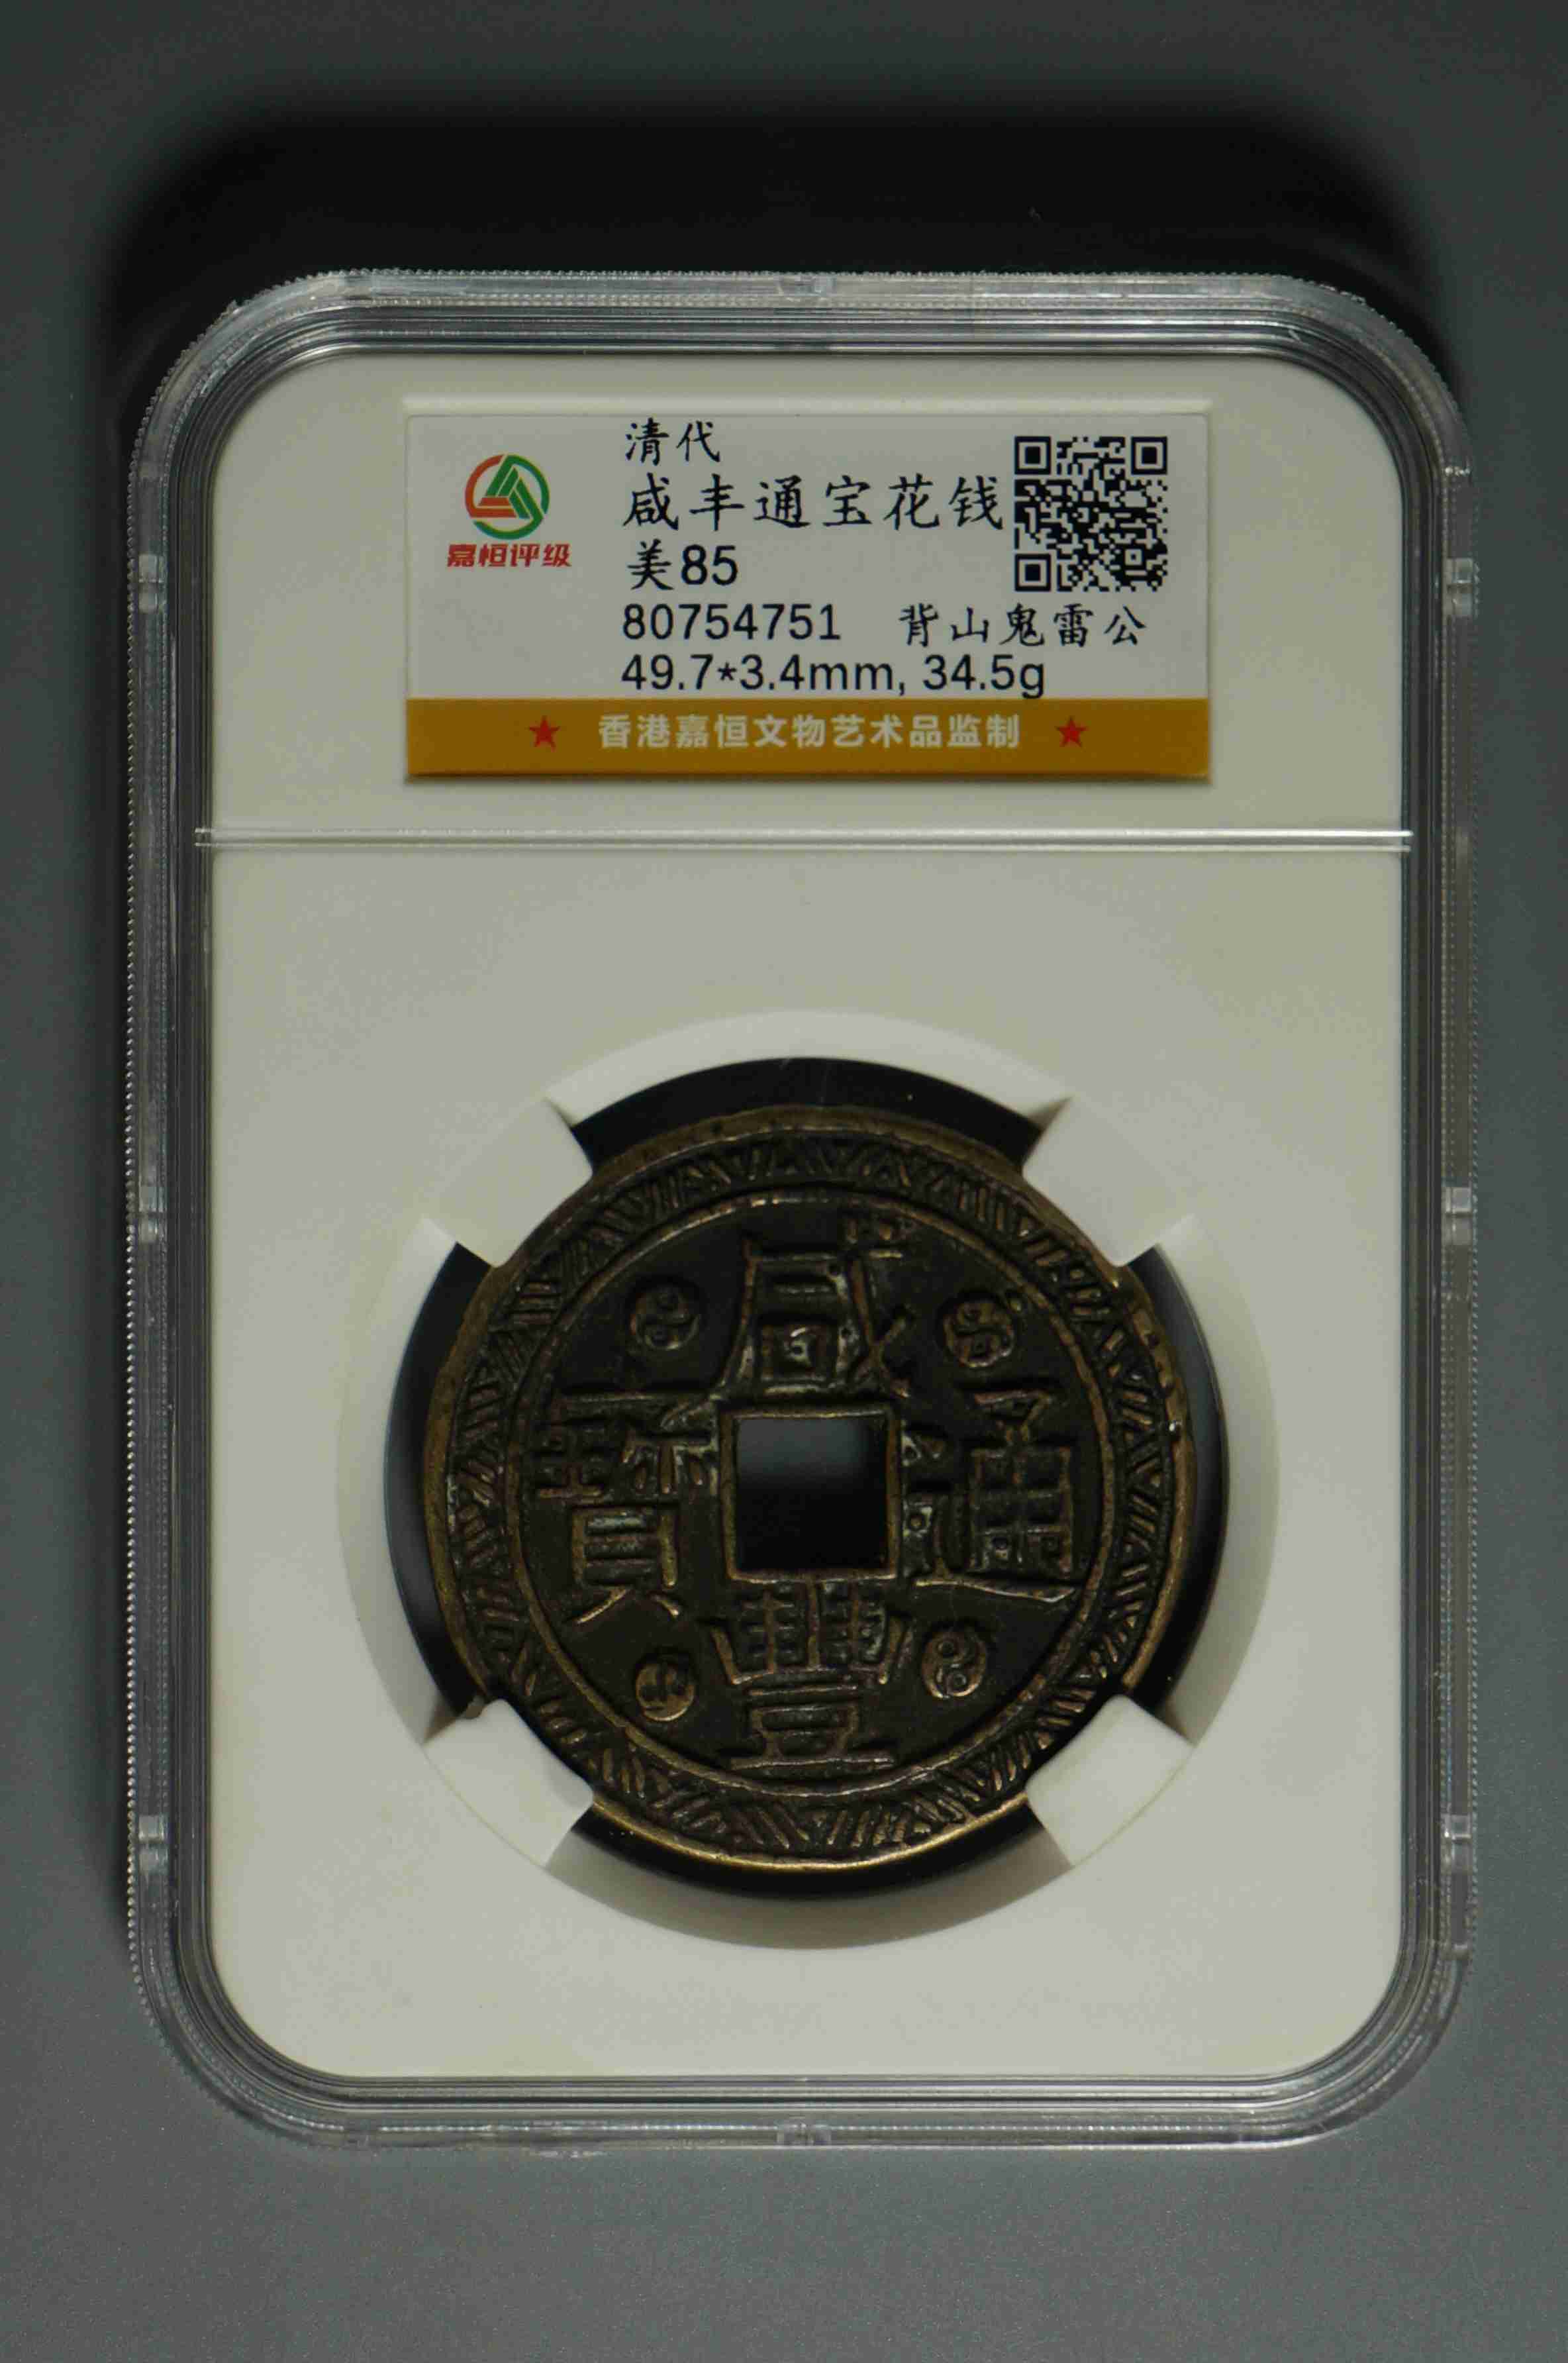 清代
咸丰通宝花钱
美85
80754751 背山鬼雷公
49.7*3.4mm, 34.5g
嘉恒评级
★ 香港嘉恒文物艺术品监制 ★
咸
寶 通
豐